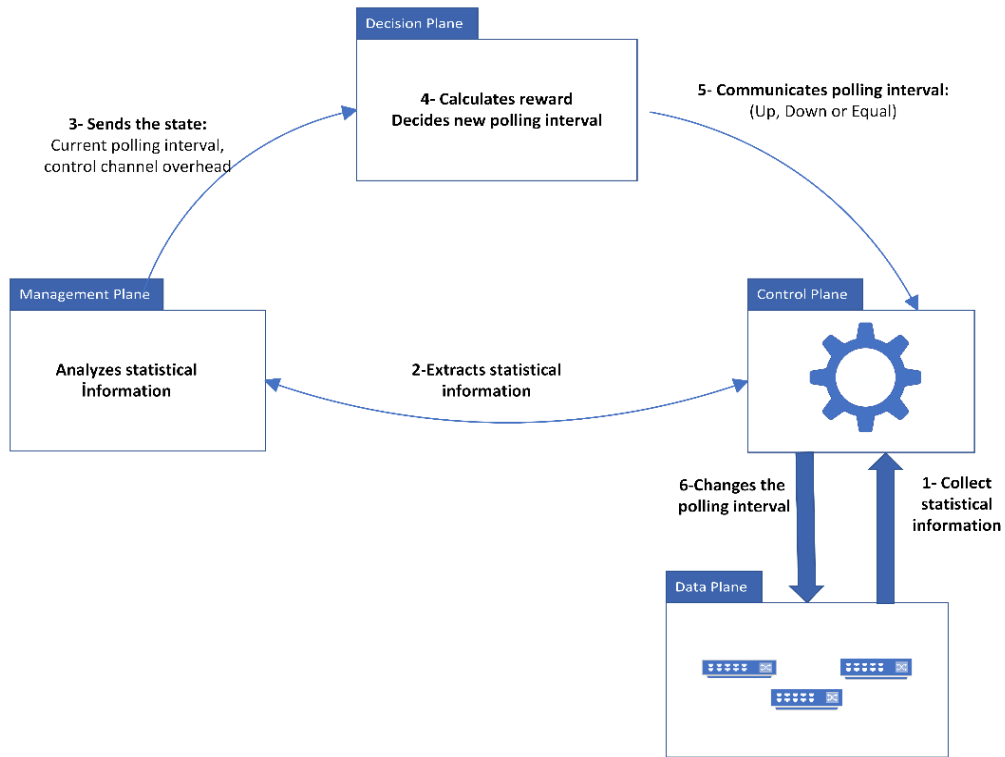 Decision Plane
4- Calculates reward
Decides new polling interval
5- Communicates polling interval:
(Up, Down or Equal)
3- Sends the state:
Current polling interval,
control channel overhead
Management Plane
Analyzes statistical
İnformation
2-Extracts statistical
information
Control Plane
6-Changes the
polling interval
1- Collect
statistical
information
Data Plane